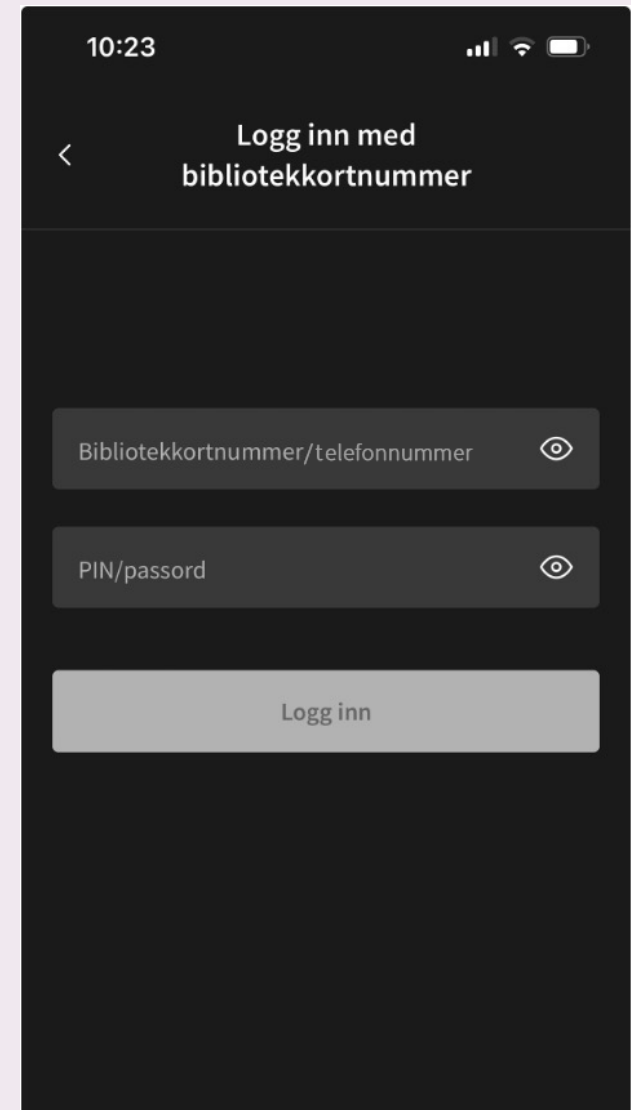 10:23
Logg inn med
bibliotekkortnummer
Bibliotekkortnummer/telefonnummer
PIN/passord
Logg inn